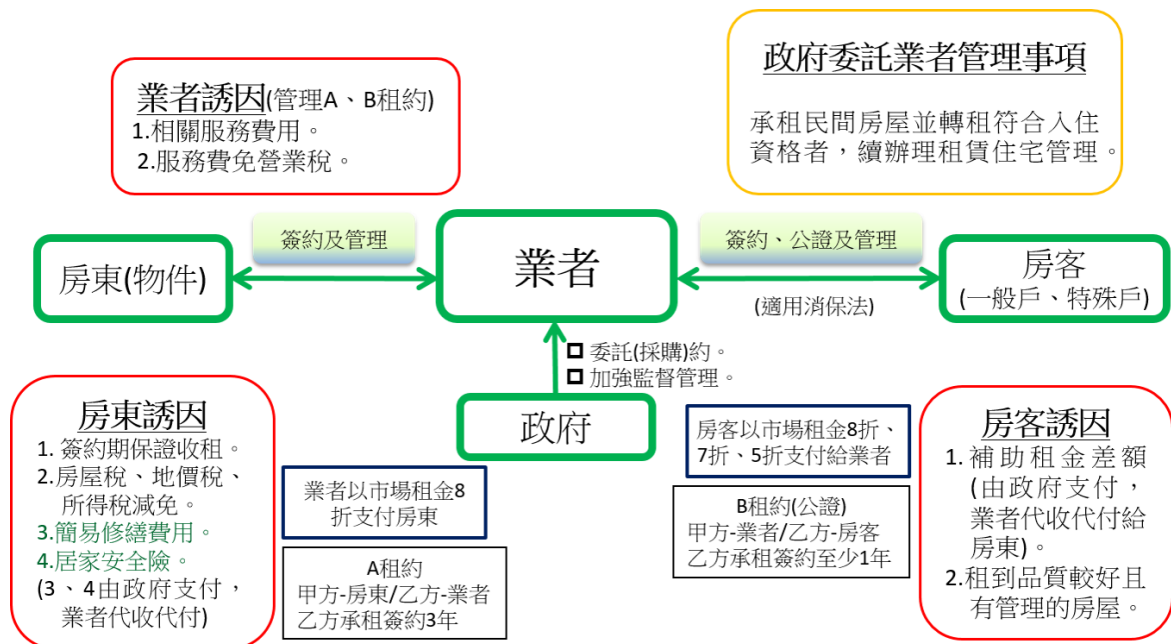 業者誘因(管理A、B租約)
1.相關服務費用。
2.服務費免營業稅。
政府委託業者管理事項
承租民間房屋並轉租符合入住
資格者，續辦理租賃住宅管理。
房東(物件)
簽約及管理
業者
簽約、公證及管理
(適用消保法)
房客
(一般戶、特殊戶)
委託(採購)約。
加強監督管理。
政府
房東誘因
1. 簽約期保證收租。
2.房屋稅、地價稅、
所得稅減免。
3.簡易修繕費用。
4.居家安全險。
(3、4由政府支付，
業者代收代付)
業者以市場租金8
折支付房東
A租約
甲方-房東/乙方-業者
乙方承租簽約3年
房客以市場租金8折、
7折、5折支付給業者
B租約(公證)
甲方-業者/乙方-房客
乙方承租簽約至少1年
房客誘因
1. 補助租金差額
(由政府支付，
業者代收代付給
房東)。
2.租到品質較好且
有管理的房屋。